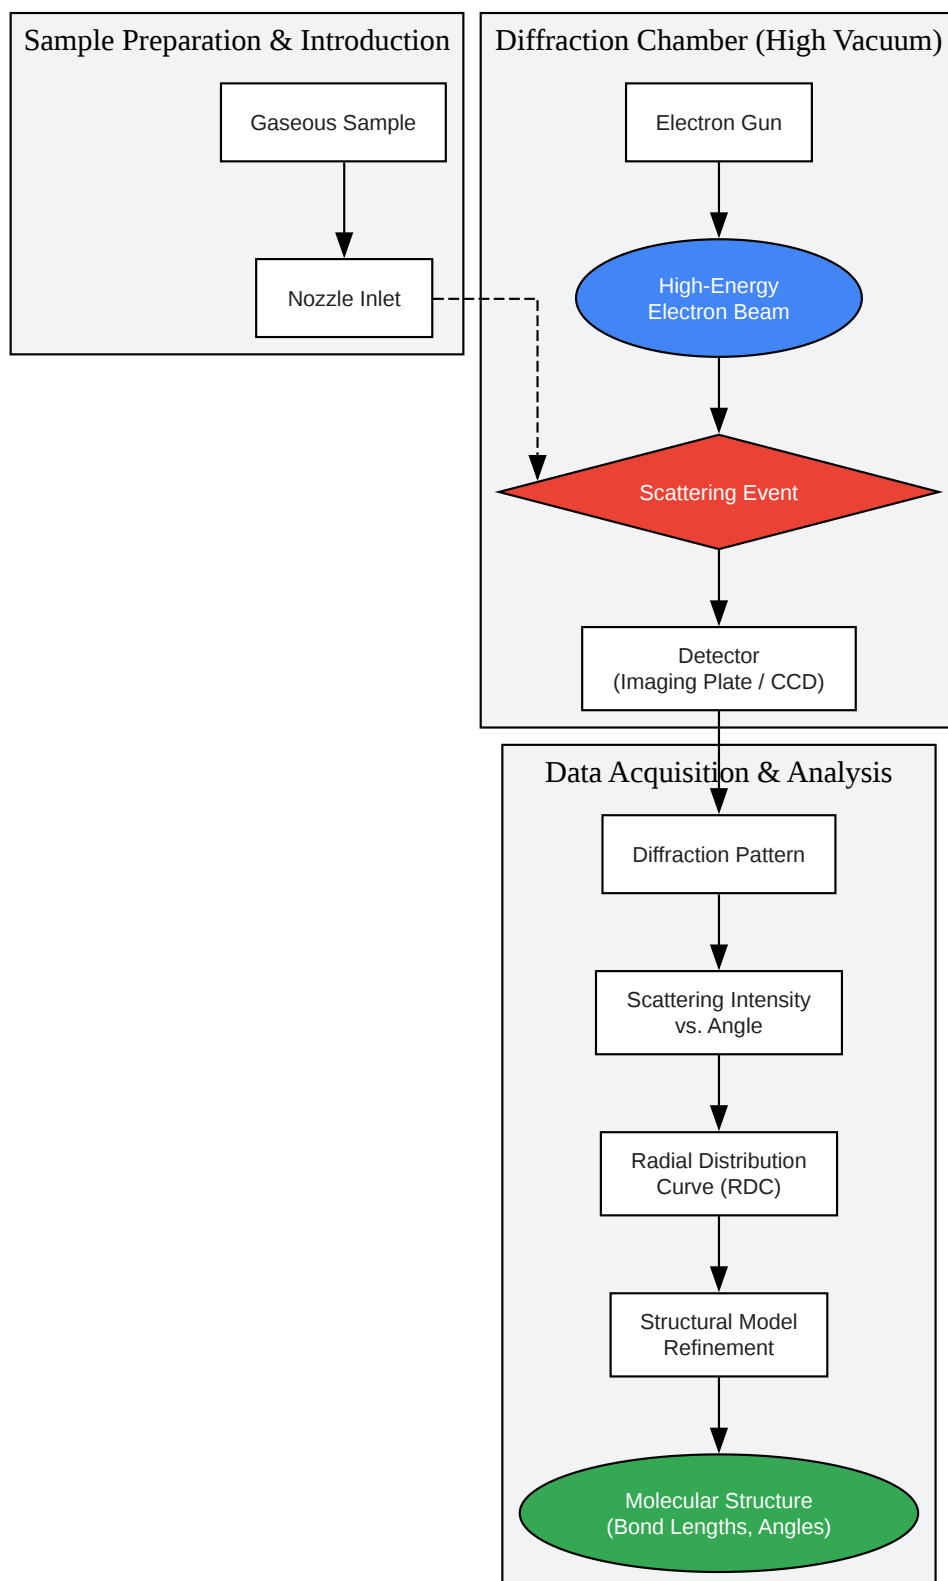 Sample Preparation & Introduction
Gaseous Sample
Nozzle Inlet
Diffraction Chamber (High Vacuum)
Electron Gun
High-Energy
Electron Beam
Scattering Event
Detector
(Imaging Plate / CCD)
Data Acquisition & Analysis
Diffraction Pattern
Scattering Intensity
vs. Angle
Radial Distribution
Curve (RDC)
Structural Model
Refinement
Molecular Structure
(Bond Lengths, Angles)